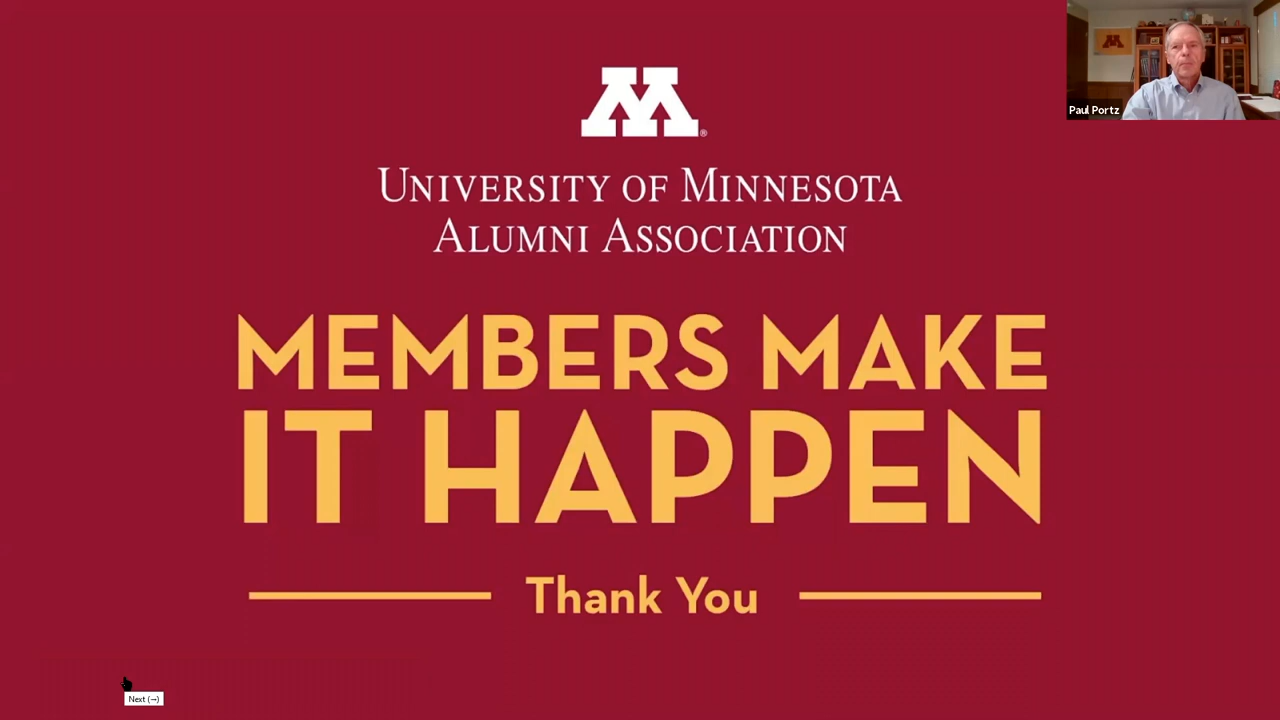 M
®
UNIVERSITY OF MINNESOTA
ALUMNI ASSOCIATION
MEMBERS MAKE
IT HAPPEN
Thank You
Paul Portz
M
Next (→)